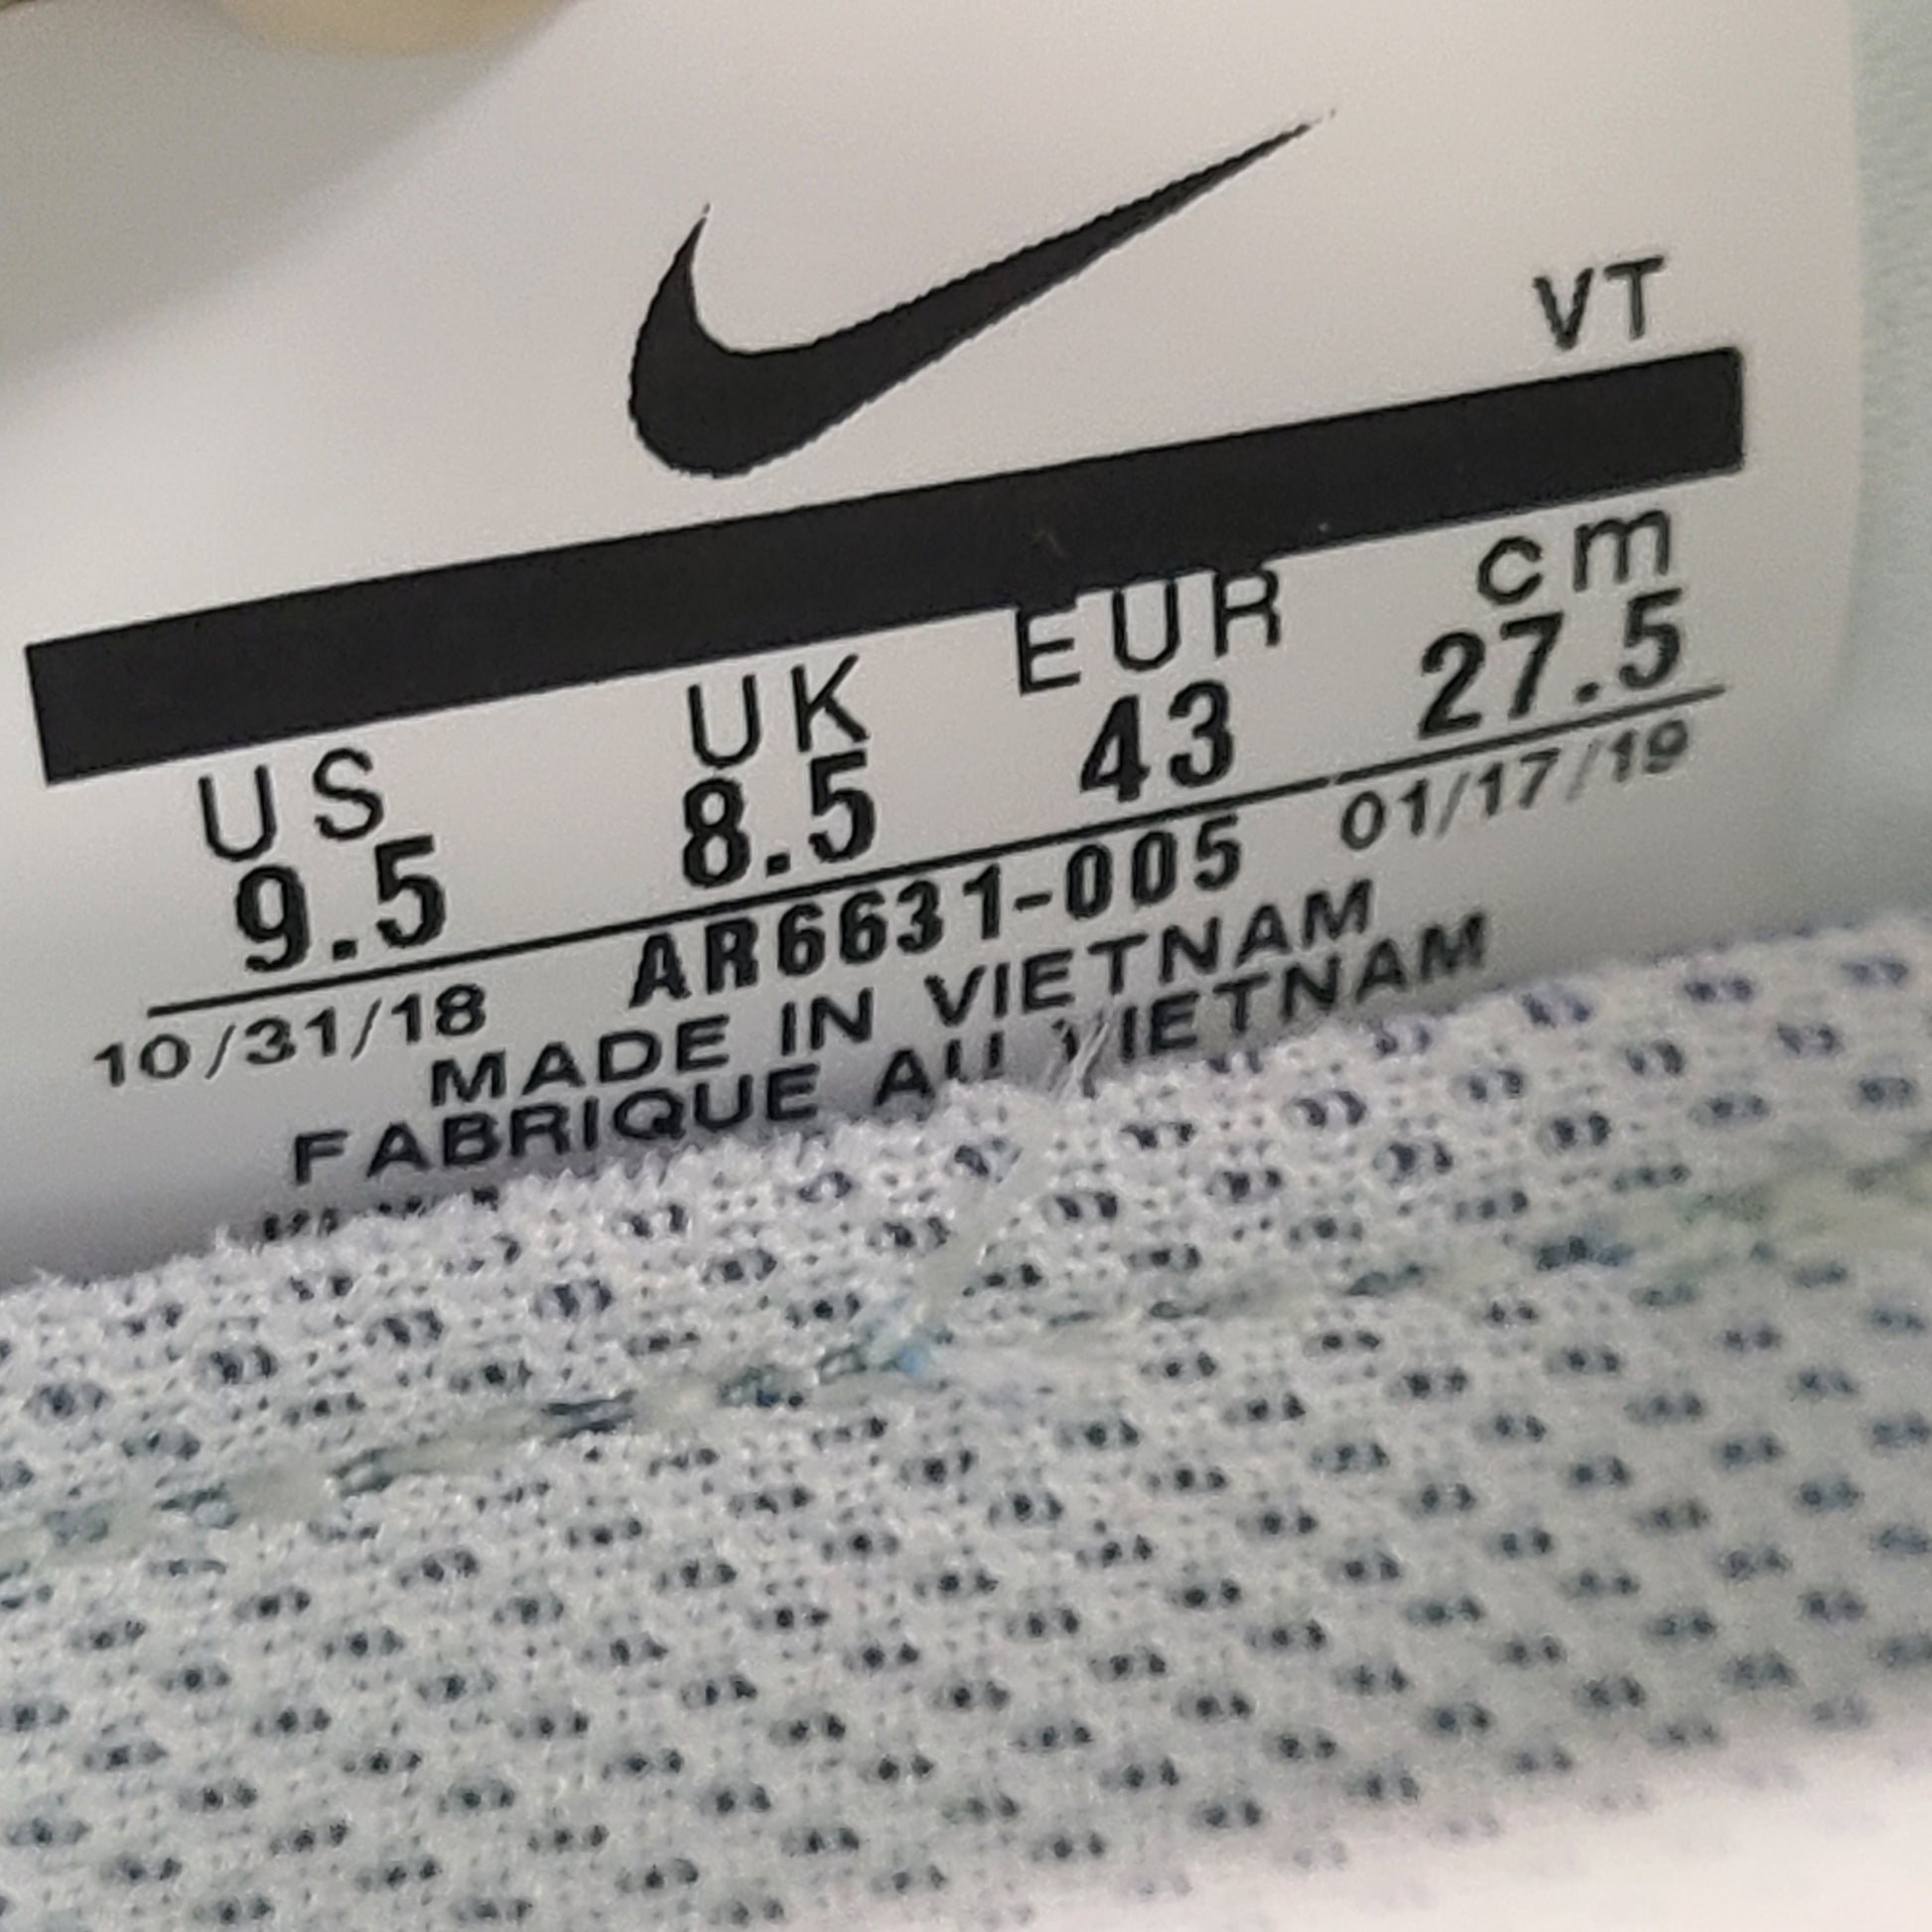 VT
US UK EUR cm
9.5 8.5 43 27.5
10/31/18 AR6631-005 01/17/19
MADE IN VIETNAM
FABRIQUE AU VIETNAM